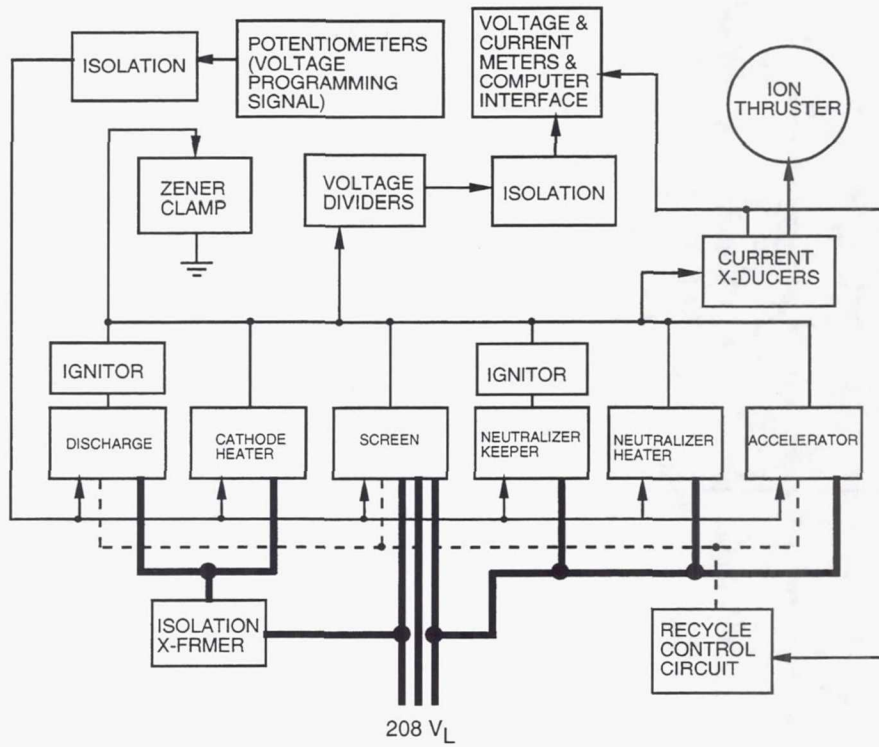 ISOLATION
POTENTIOMETERS
(VOLTAGE
PROGRAMMING
SIGNAL)
VOLTAGE &
CURRENT
METERS &
COMPUTER
INTERFACE
ION
THRUSTER
ZENER
CLAMP
VOLTAGE
DIVIDERS
ISOLATION
CURRENT
X-DUCERS
IGNITOR
IGNITOR
DISCHARGE
CATHODE
HEATER
SCREEN
NEUTRALIZER
KEEPER
NEUTRALIZER
HEATER
ACCELERATOR
ISOLATION
X-FRMER
RECYCLE
CONTROL
CIRCUIT
208 VL